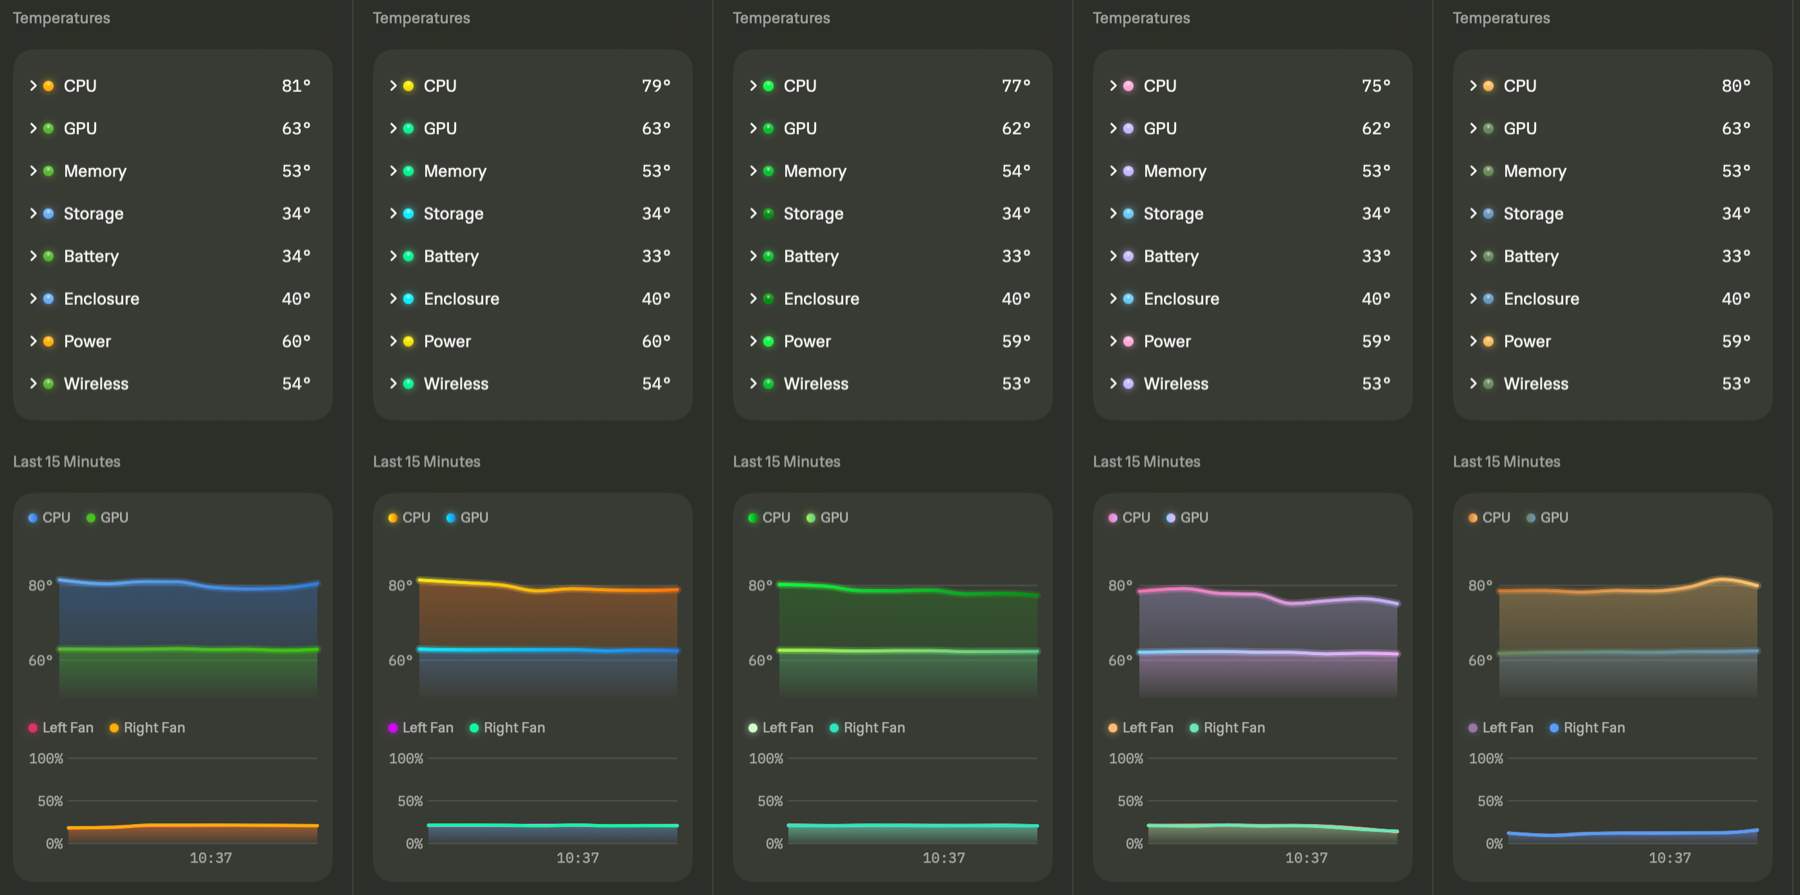 Temperatures
CPU 81°
GPU 63°
Memory 53°
Storage 34°
Battery 34°
Enclosure 40°
Power 60°
Wireless 54°
Last 15 Minutes
CPU GPU
80°
60°
Left Fan Right Fan
100%
50%
0%
10:37
Temperatures
CPU 79°
GPU 63°
Memory 53°
Storage 34°
Battery 33°
Enclosure 40°
Power 60°
Wireless 54°
Last 15 Minutes
CPU GPU
80°
60°
Left Fan Right Fan
100%
50%
0%
10:37
Temperatures
CPU 77°
GPU 62°
Memory 54°
Storage 34°
Battery 33°
Enclosure 40°
Power 59°
Wireless 53°
Last 15 Minutes
CPU GPU
80°
60°
Left Fan Right Fan
100%
50%
0%
10:37
Temperatures
CPU 75°
GPU 62°
Memory 53°
Storage 34°
Battery 33°
Enclosure 40°
Power 59°
Wireless 53°
Last 15 Minutes
CPU GPU
80°
60°
Left Fan Right Fan
100%
50%
0%
10:37
Temperatures
CPU 80°
GPU 63°
Memory 53°
Storage 34°
Battery 33°
Enclosure 40°
Power 59°
Wireless 53°
Last 15 Minutes
CPU GPU
80°
60°
Left Fan Right Fan
100%
50%
0%
10:37